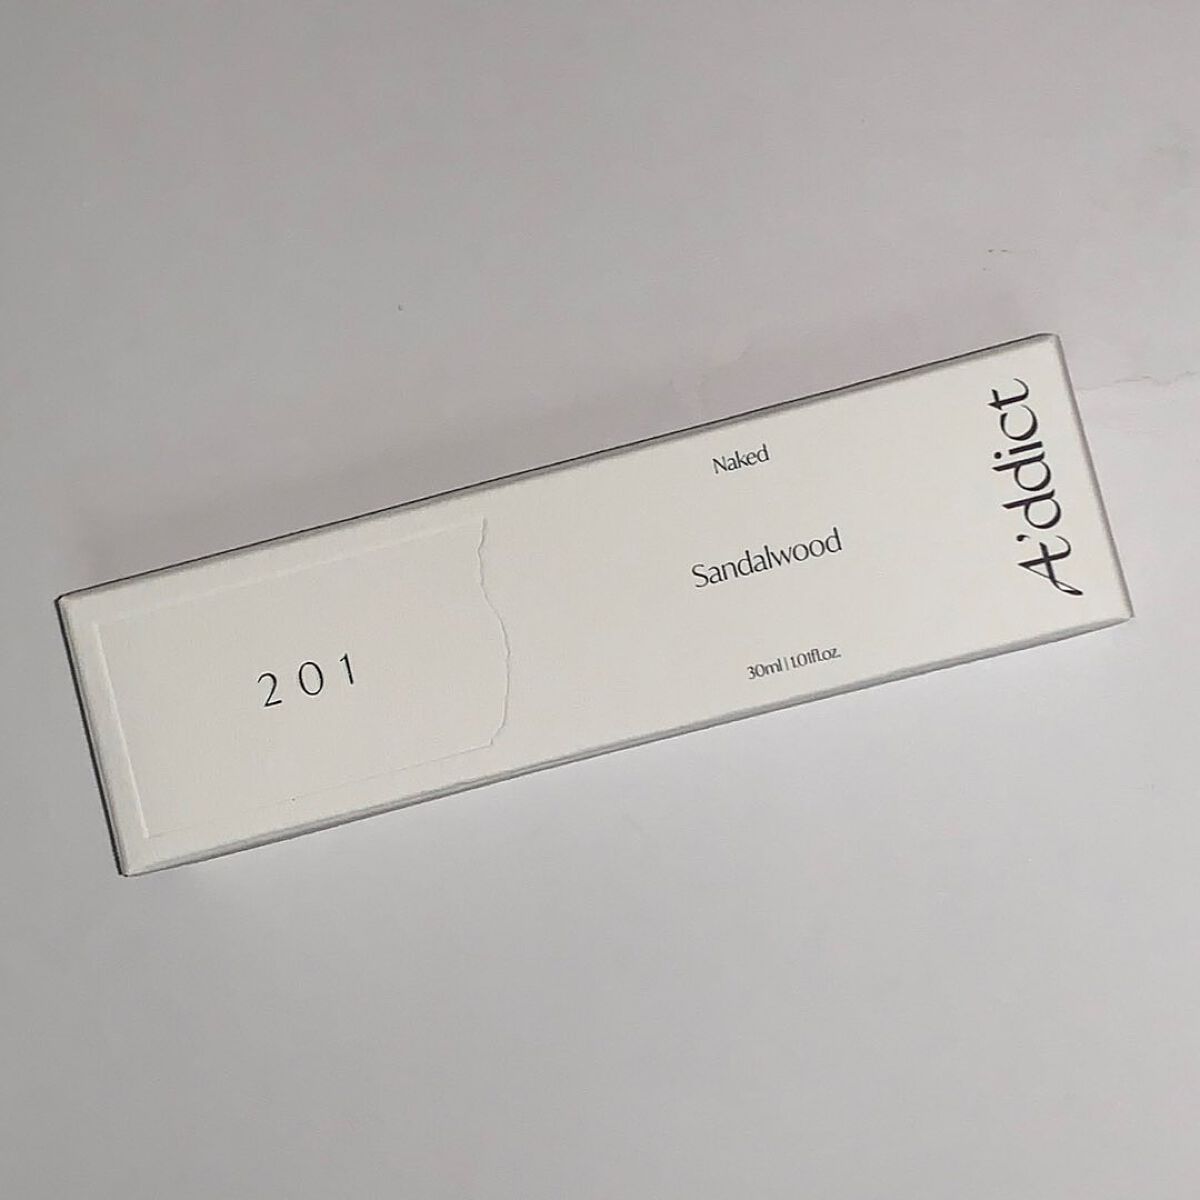 Naked
Sandalwood
30ml | 1.01fl.oz.
201
A'ddict